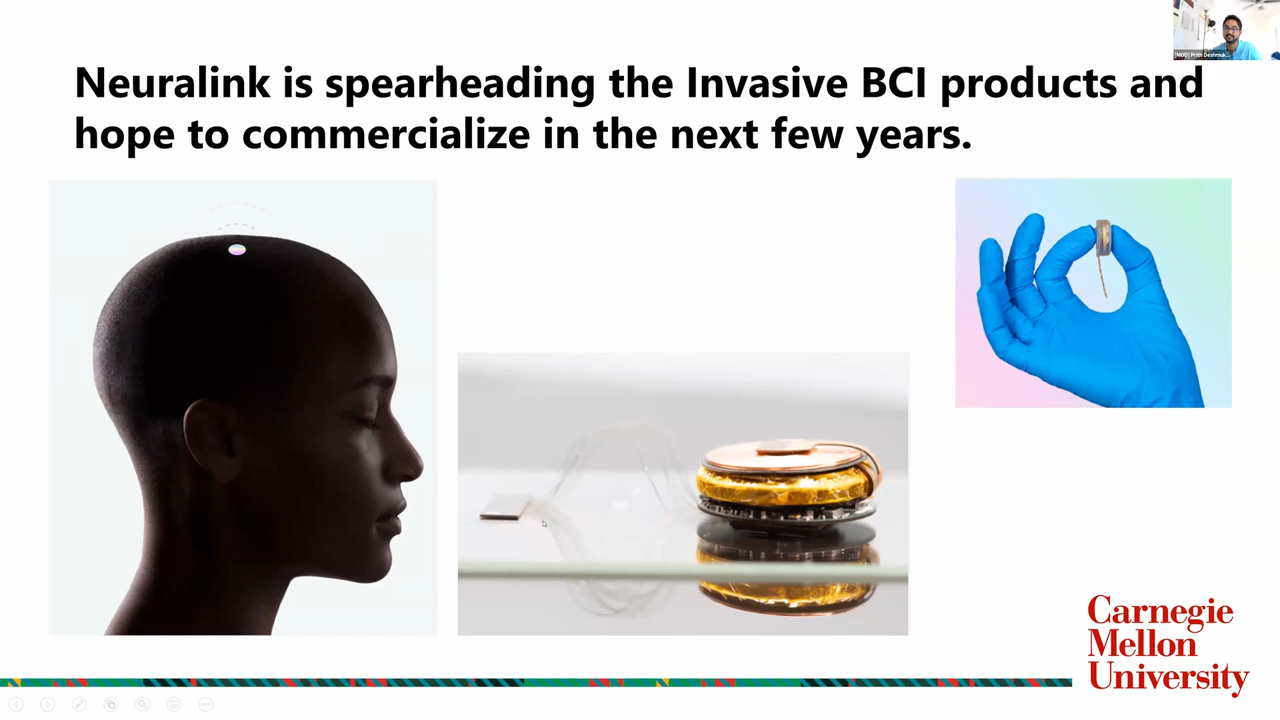 Neuralink is spearheading the Invasive BCI products and
hope to commercialize in the next few years.
Carnegie
Mellon
University